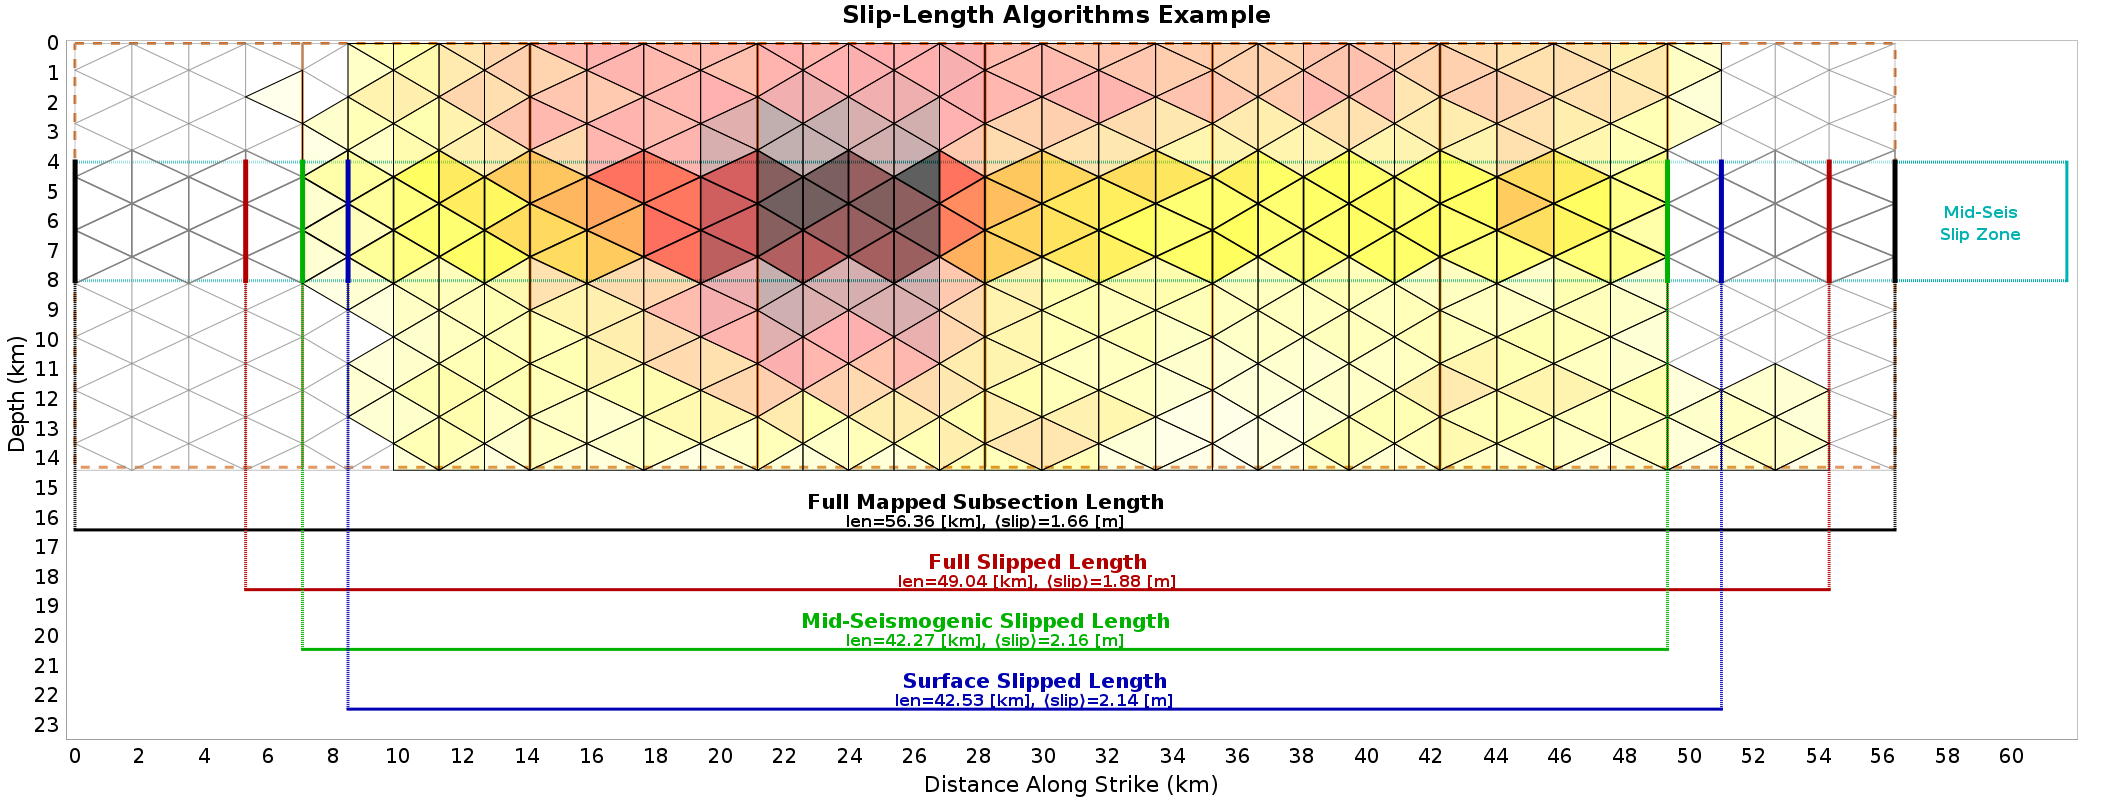 Slip-Length Algorithms Example
Depth (km)
0
1
2
3
4
5
6
7
8
9
10
11
12
13
14
15
16
17
18
19
20
21
22
23
Mid-Seis
Slip Zone
Full Mapped Subsection Length
len=56.36 [km], ⟨slip⟩=1.66 [m]
Full Slipped Length
len=49.04 [km], ⟨slip⟩=1.88 [m]
Mid-Seismogenic Slipped Length
len=42.27 [km], ⟨slip⟩=2.16 [m]
Surface Slipped Length
len=42.53 [km], ⟨slip⟩=2.14 [m]
0 2 4 6 8 10 12 14 16 18 20 22 24 26 28 30 32 34 36 38 40 42 44 46 48 50 52 54 56 58 60
Distance Along Strike (km)